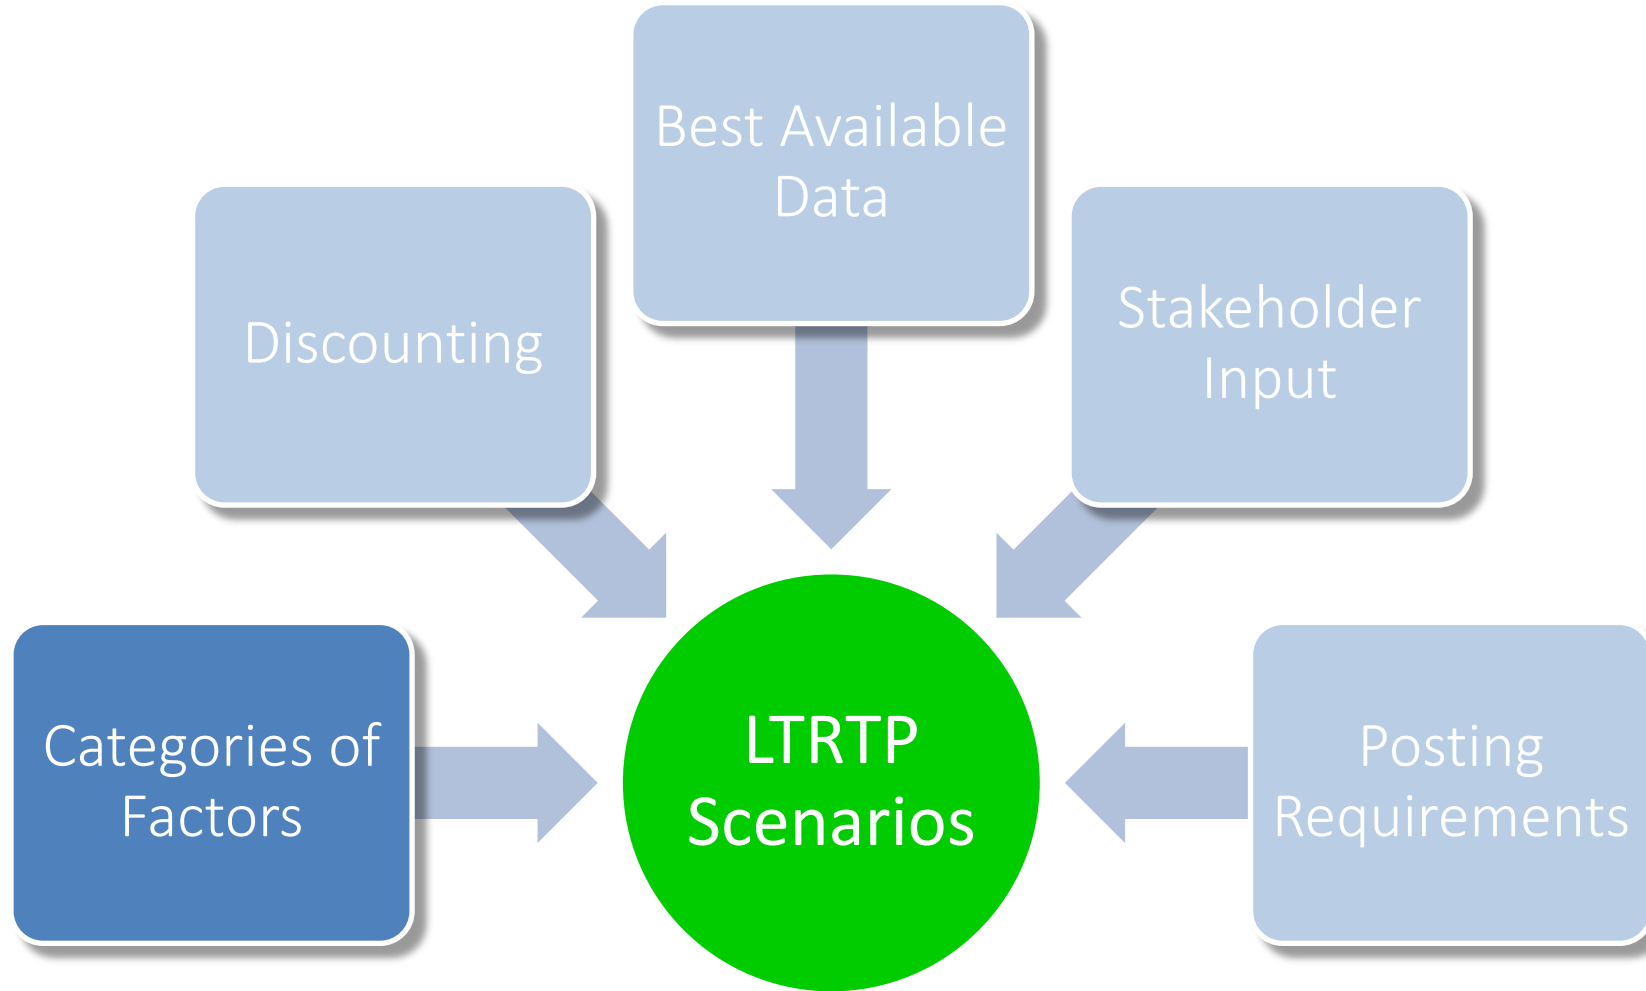 Best Available
Data
Discounting
Stakeholder
Input
Categories of
Factors
LTRTP
Scenarios
Posting
Requirements